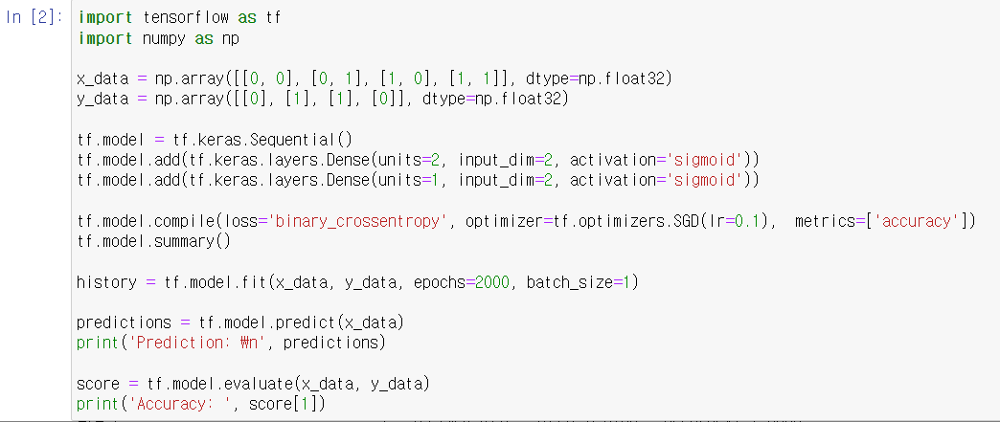 In [2]: import tensorflow as tf
import numpy as np
x_data = np.array([[0, 0], [0, 1], [1, 0], [1, 1]], dtype=np.float32)
y_data = np.array([[0], [1], [1], [0]], dtype=np.float32)
tf.model = tf.keras.Sequential()
tf.model.add(tf.keras.layers.Dense(units=2, input_dim=2, activation='sigmoid'))
tf.model.add(tf.keras.layers.Dense(units=1, input_dim=2, activation='sigmoid'))
tf.model.compile(loss='binary_crossentropy', optimizer=tf.optimizers.SGD(lr=0.1),  metrics=['accuracy'])
tf.model.summary()
history = tf.model.fit(x_data, y_data, epochs=2000, batch_size=1)
predictions = tf.model.predict(x_data)
print('Prediction: ₩n', predictions)
score = tf.model.evaluate(x_data, y_data)
print('Accuracy: ', score[1])